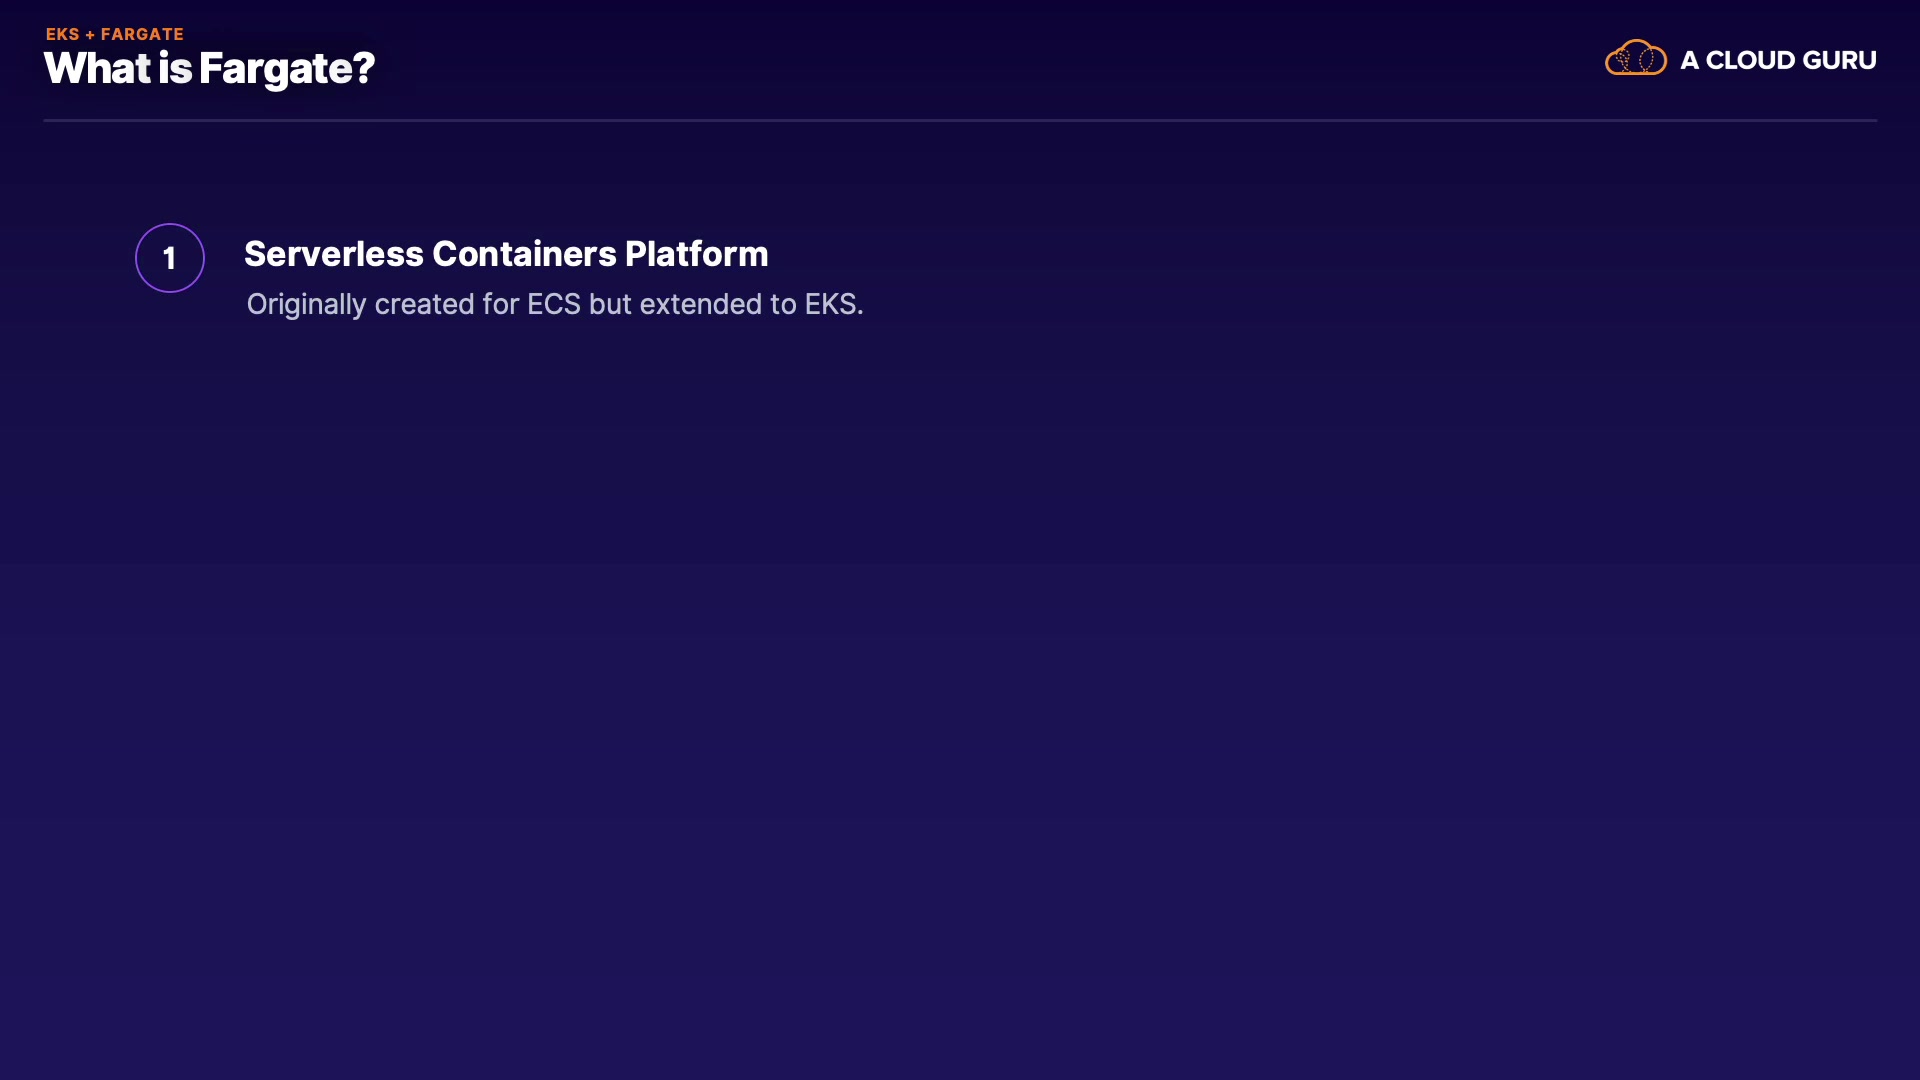 EKS + FARGATE
What is Fargate?
A CLOUD GURU
1
Serverless Containers Platform
Originally created for ECS but extended to EKS.